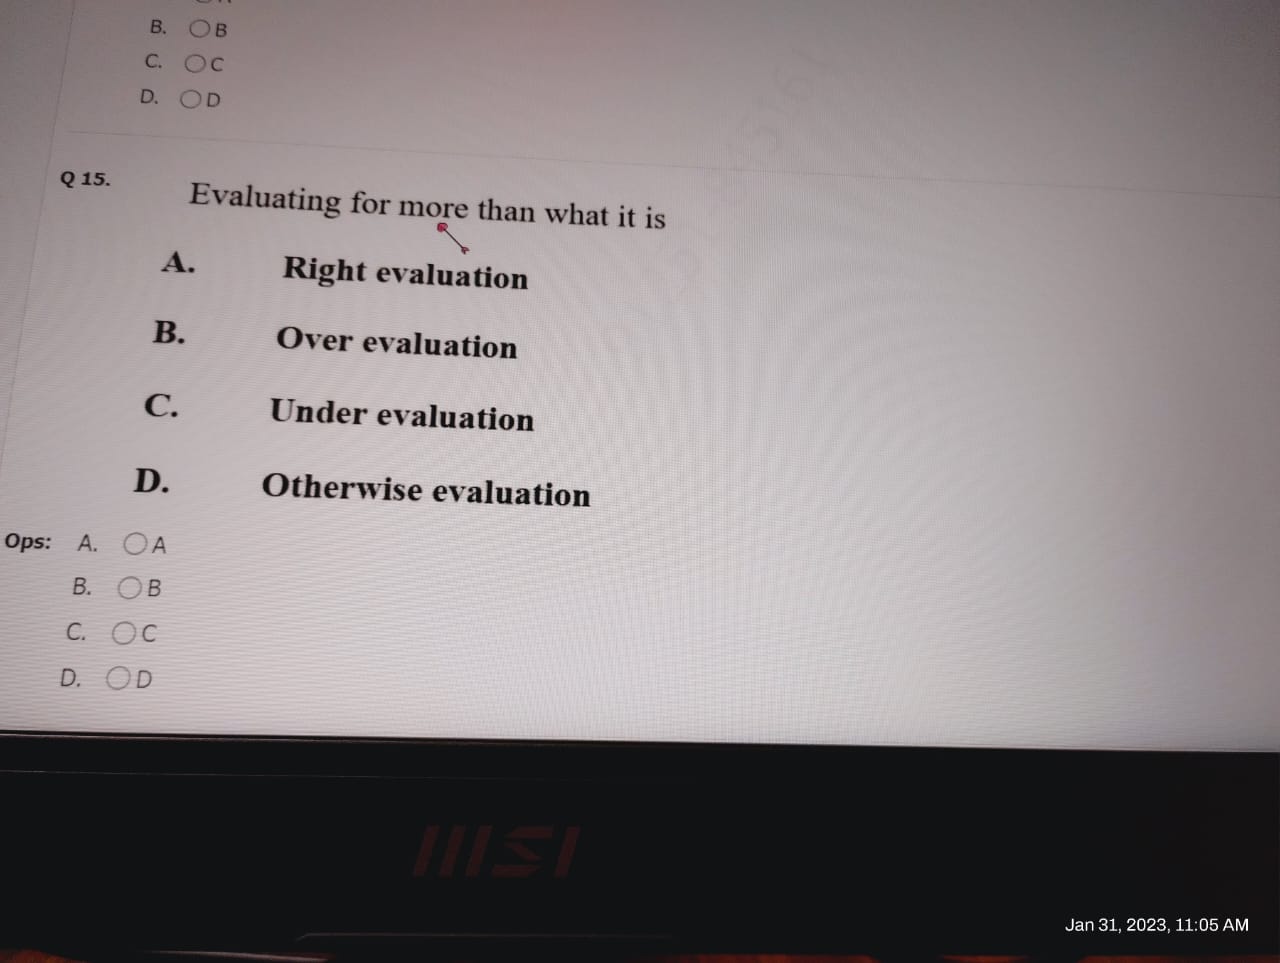 B. B
C. C
D. D
Q 15.
Evaluating for more than what it is
A. Right evaluation
B. Over evaluation
C. Under evaluation
D. Otherwise evaluation
Ops: A. A
B. B
C. C
D. D
msi
Jan 31, 2023, 11:05 AM